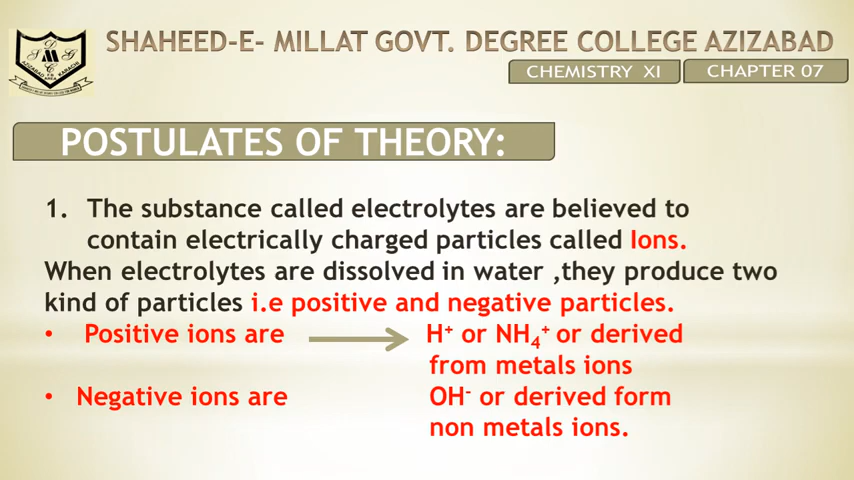 SHAHEED-E- MILLAT GOVT. DEGREE COLLEGE AZIZABAD
CHEMISTRY XI
CHAPTER 07
POSTULATES OF THEORY:
1. The substance called electrolytes are believed to
contain electrically charged particles called Ions.
When electrolytes are dissolved in water ,they produce two
kind of particles i.e positive and negative particles.
• Positive ions are H⁺ or NH₄⁺ or derived
from metals ions
• Negative ions are OH⁻ or derived form
non metals ions.